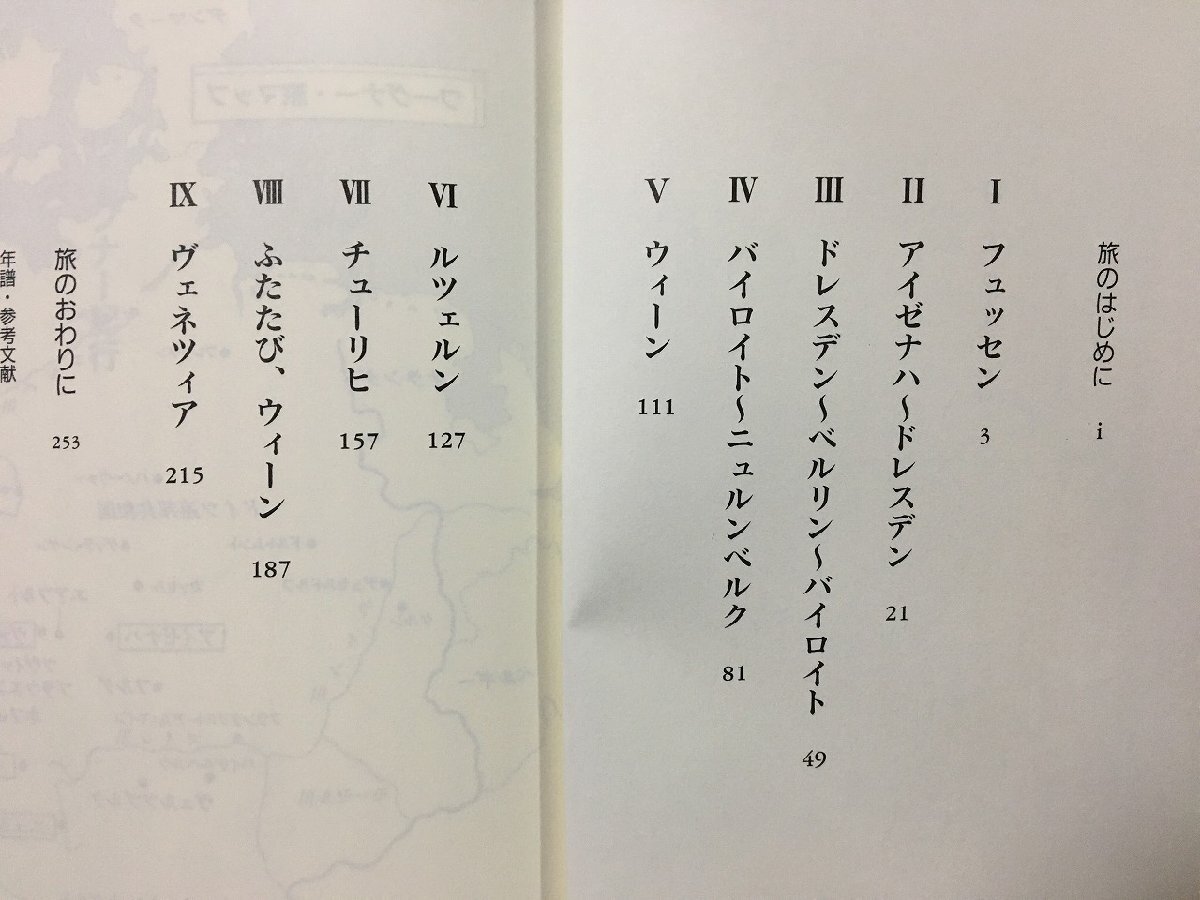 旅のはじめに i
I フュッセン 3
II アイゼナハ〜ドレスデン 21
III ドレスデン〜ベルリン〜バイロイト 49
IV バイロイト〜ニュルンベルク 81
V ウィーン 111
VI ルツェルン 127
VII チューリヒ 157
VIII ふたたび、ウィーン 187
IX ヴェネツィア 215
旅のおわりに 253
年譜・参考文献